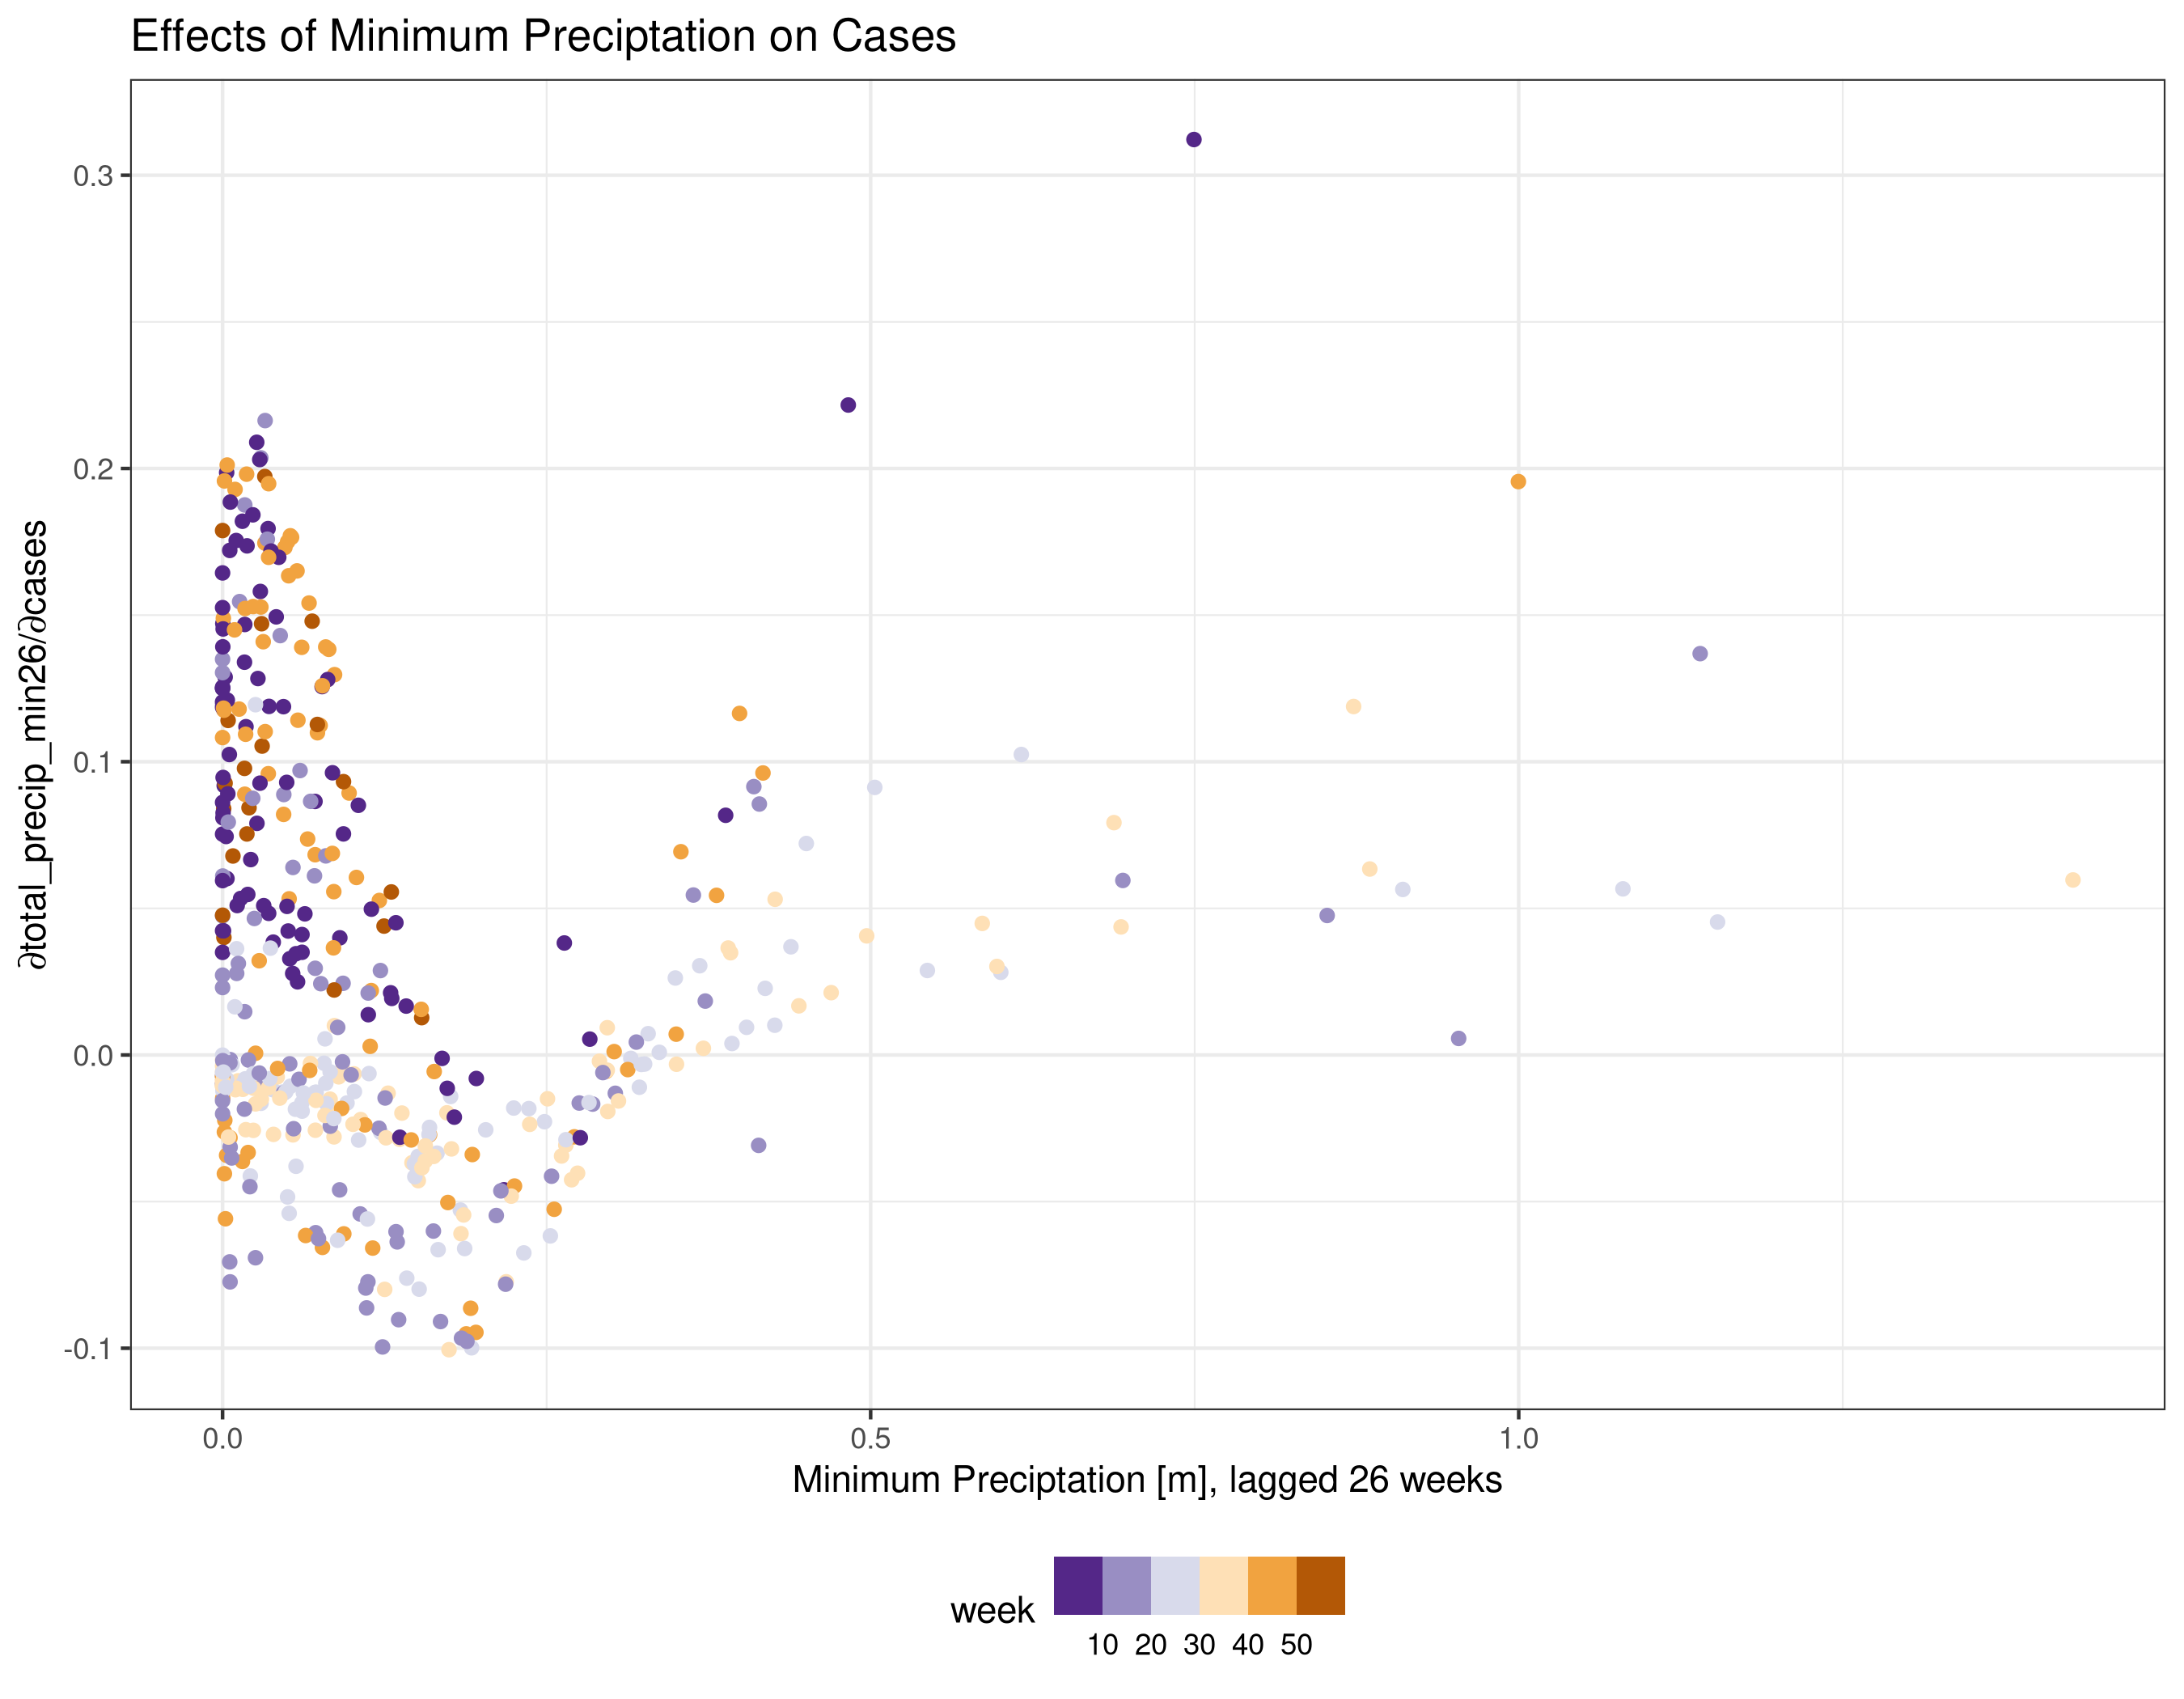 Effects of Minimum Preciptation on Cases
∂total_precip_min26/∂cases
0.3
0.2
0.1
0.0
-0.1
0.0 0.5 1.0
Minimum Preciptation [m], lagged 26 weeks
week
10 20 30 40 50